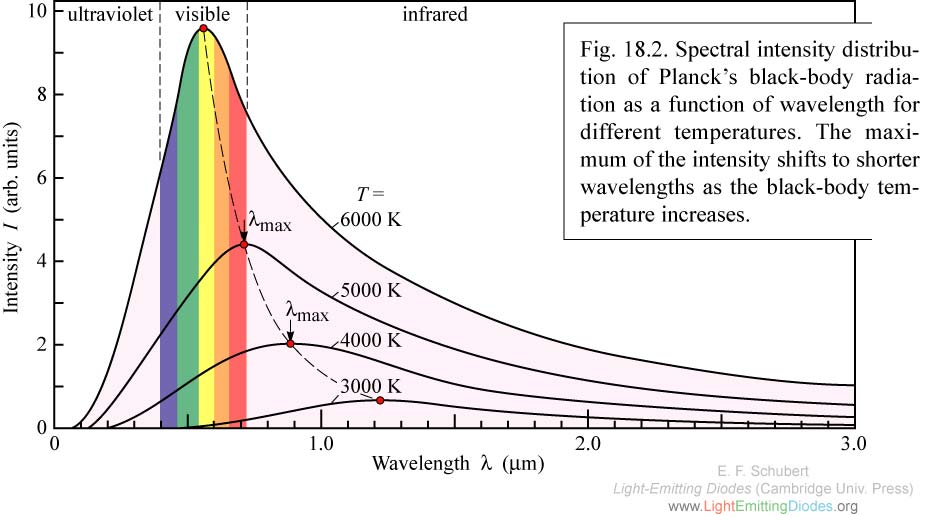 ultraviolet visible infrared
Fig. 18.2. Spectral intensity distribu-
tion of Planck's black-body radia-
tion as a function of wavelength for
different temperatures. The maxi-
mum of the intensity shifts to shorter
wavelengths as the black-body tem-
perature increases.
10
8
6
4
2
0
Intensity I (arb. units)
T =
6000 K
λmax
5000 K
λmax
4000 K
3000 K
0 1.0 2.0 3.0
Wavelength λ (μm)
E. F. Schubert
Light-Emitting Diodes (Cambridge Univ. Press)
www.LightEmittingDiodes.org